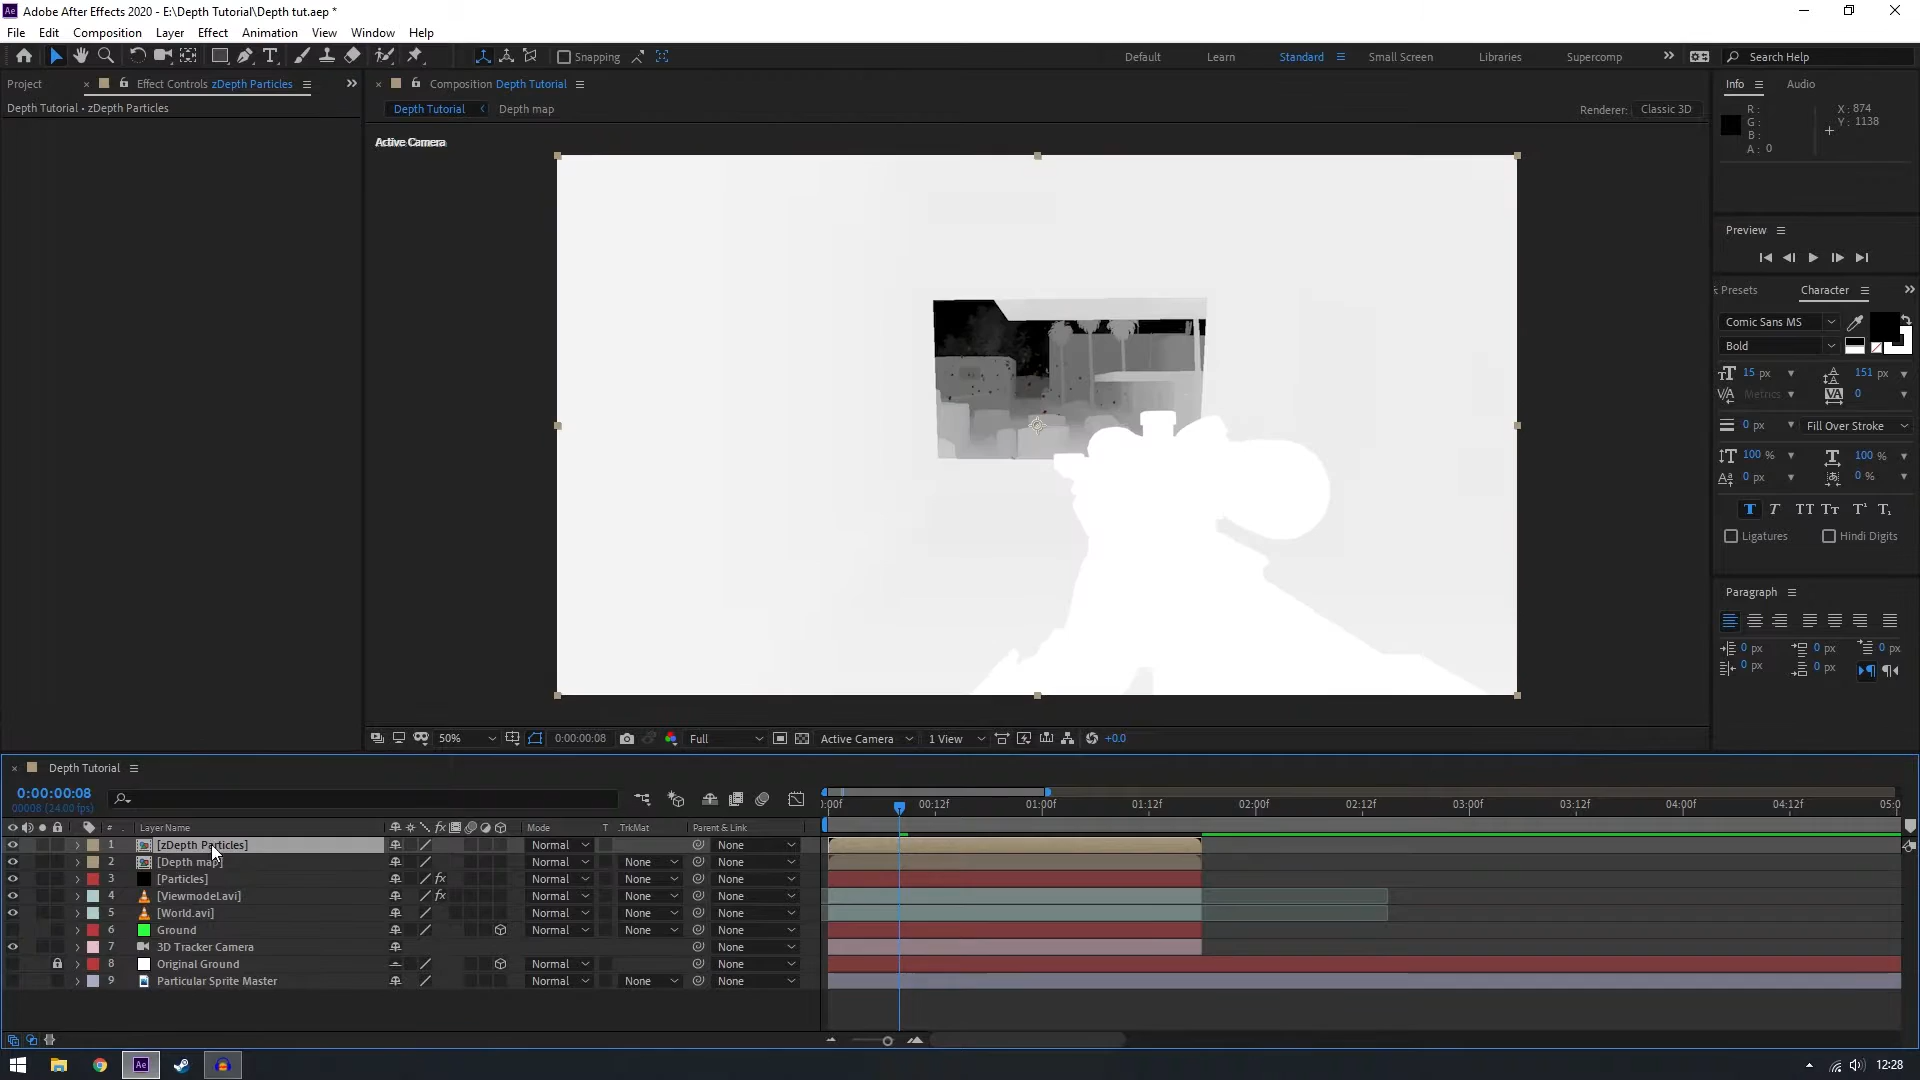 Adobe After Effects 2020 - E:\Depth Tutorial\Depth tut.aep *
File Edit Composition Layer Effect Animation View Window Help
Snapping Default Learn Standard Small Screen Libraries Supercomp Search Help
Project Effect Controls zDepth Particles Composition Depth Tutorial Info Audio
Depth Tutorial • zDepth Particles Depth Tutorial Depth map Renderer: Classic 3D
R: G: B: A: 0
X: 874
Y: 1138
Active Camera
Preview
Presets Character
Comic Sans MS
Bold
15 px 151 px
Metrics 0
0 px Fill Over Stroke
100 % 100 %
0 px 0 %
Ligatures Hindi Digits
Paragraph
0 px 0 px 0 px
0 px 0 px
50% 0:00:00:08 Full Active Camera 1 View +0.0
Depth Tutorial
0:00:00:08
00008 (24.00 fps)
:00f 00:12f 01:00f 01:12f 02:00f 02:12f 03:00f 03:12f 04:00f 04:12f 05:0
# Layer Name Mode T .TrkMat Parent & Link
1 [zDepth Particles] Normal None
2 [Depth map] Normal None None
3 [Particles] Normal None None
4 [Viewmodel.avi] Normal None None
5 [World.avi] Normal None None
6 Ground Normal None None
7 3D Tracker Camera None
8 Original Ground Normal None
9 Particular Sprite Master Normal None None
12:28